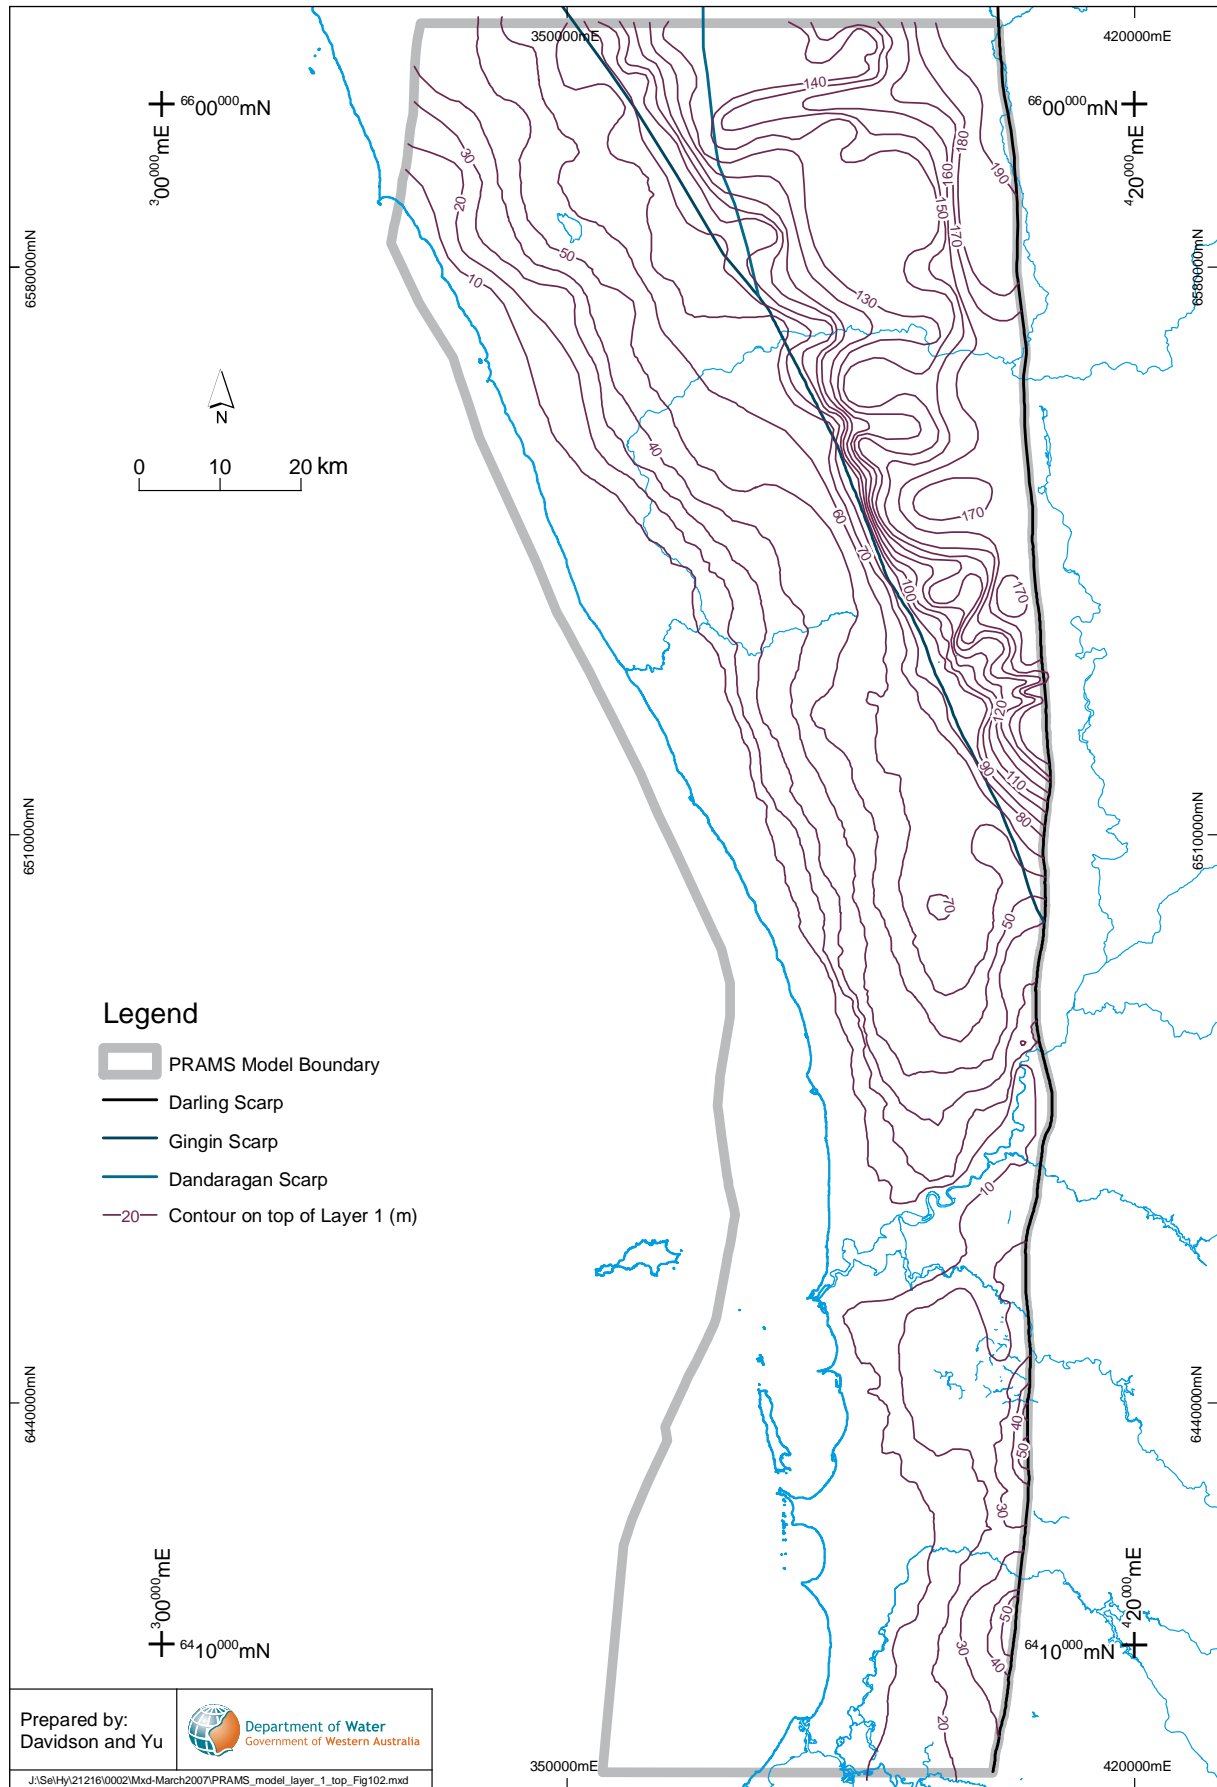 350000mE
420000mE
6600000mN
6600000mN
300000mE
420000mE
140
180
160
190
150
170
30
20
50
10
130
6580000mN
6580000mN
N
0 10 20 km
40
60
70
170
100
170
120
90
110
80
6510000mN
6510000mN
70
50
Legend
PRAMS Model Boundary
Darling Scarp
Gingin Scarp
Dandaragan Scarp
20 Contour on top of Layer 1 (m)
10
6440000mN
6440000mN
40
50
30
300000mE
420000mE
50
30
40
20
6410000mN
6410000mN
Prepared by:
Davidson and Yu
Department of Water
Government of Western Australia
350000mE
420000mE
J:\Se\Hy\21216\0002\Mxd-March2007\PRAMS_model_layer_1_top_Fig102.mxd